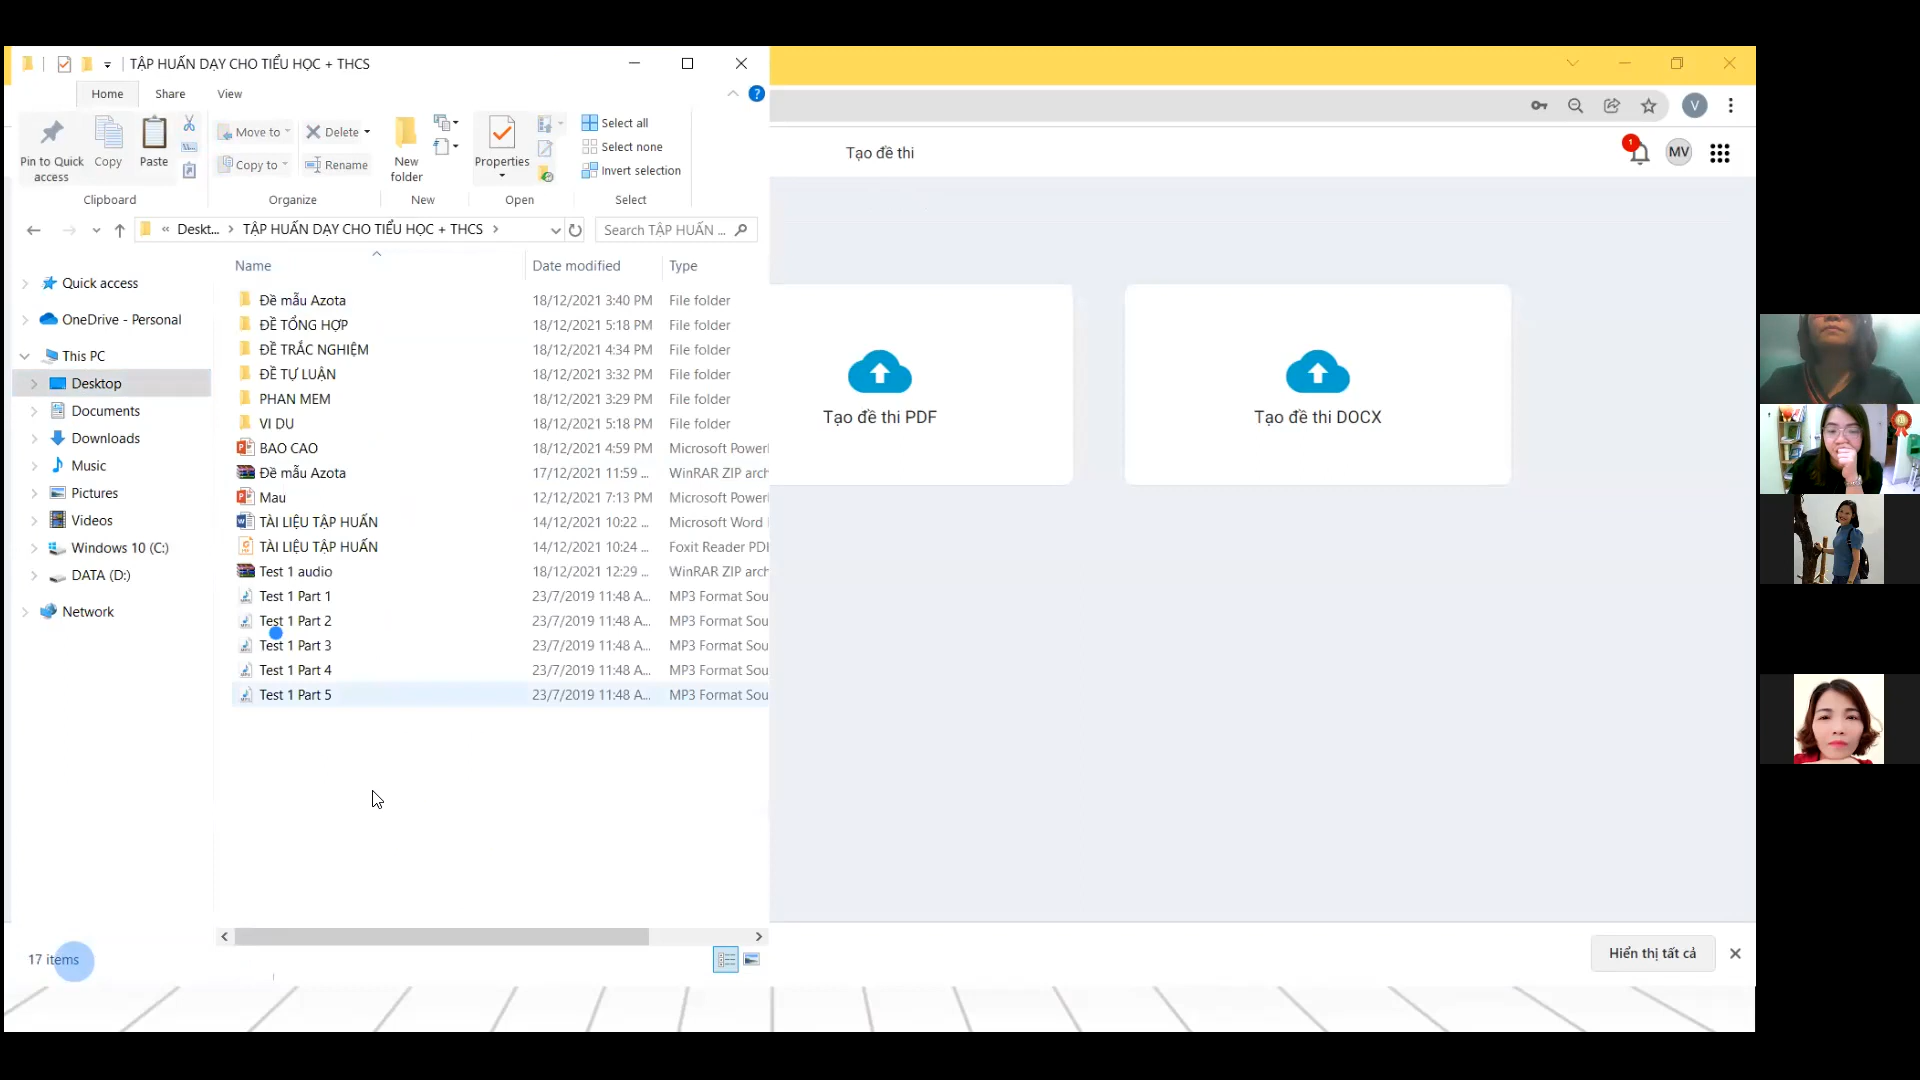 TẬP HUẤN DẠY CHO TIỂU HỌC + THCS
Home Share View
Pin to Quick access
Copy
Paste
Move to
Copy to
Delete
Rename
New folder
Properties
Select all
Select none
Invert selection
Clipboard Organize New Open Select
« Deskt... › TẬP HUẤN DẠY CHO TIỂU HỌC + THCS ›
Search TẬP HUẤN ...
Quick access
OneDrive - Personal
This PC
Desktop
Documents
Downloads
Music
Pictures
Videos
Windows 10 (C:)
DATA (D:)
Network
Name Date modified Type
Đề mẫu Azota 18/12/2021 3:40 PM File folder
ĐỀ TỔNG HỢP 18/12/2021 5:18 PM File folder
ĐỀ TRẮC NGHIỆM 18/12/2021 4:34 PM File folder
ĐỀ TỰ LUẬN 18/12/2021 3:32 PM File folder
PHAN MEM 18/12/2021 3:29 PM File folder
VI DU 18/12/2021 5:18 PM File folder
BAO CAO 18/12/2021 4:59 PM Microsoft Powerl
Đề mẫu Azota 17/12/2021 11:59 ... WinRAR ZIP arch
Mau 12/12/2021 7:13 PM Microsoft Powerl
TÀI LIỆU TẬP HUẤN 14/12/2021 10:22 ... Microsoft Word
TÀI LIỆU TẬP HUẤN 14/12/2021 10:24 ... Foxit Reader PDI
Test 1 audio 18/12/2021 12:29 ... WinRAR ZIP arch
Test 1 Part 1 23/7/2019 11:48 A... MP3 Format Sou
Test 1 Part 2 23/7/2019 11:48 A... MP3 Format Sou
Test 1 Part 3 23/7/2019 11:48 A... MP3 Format Sou
Test 1 Part 4 23/7/2019 11:48 A... MP3 Format Sou
Test 1 Part 5 23/7/2019 11:48 A... MP3 Format Sou
17 items
V
Tạo đề thi
1
MV
Tạo đề thi PDF
Tạo đề thi DOCX
Hiển thị tất cả